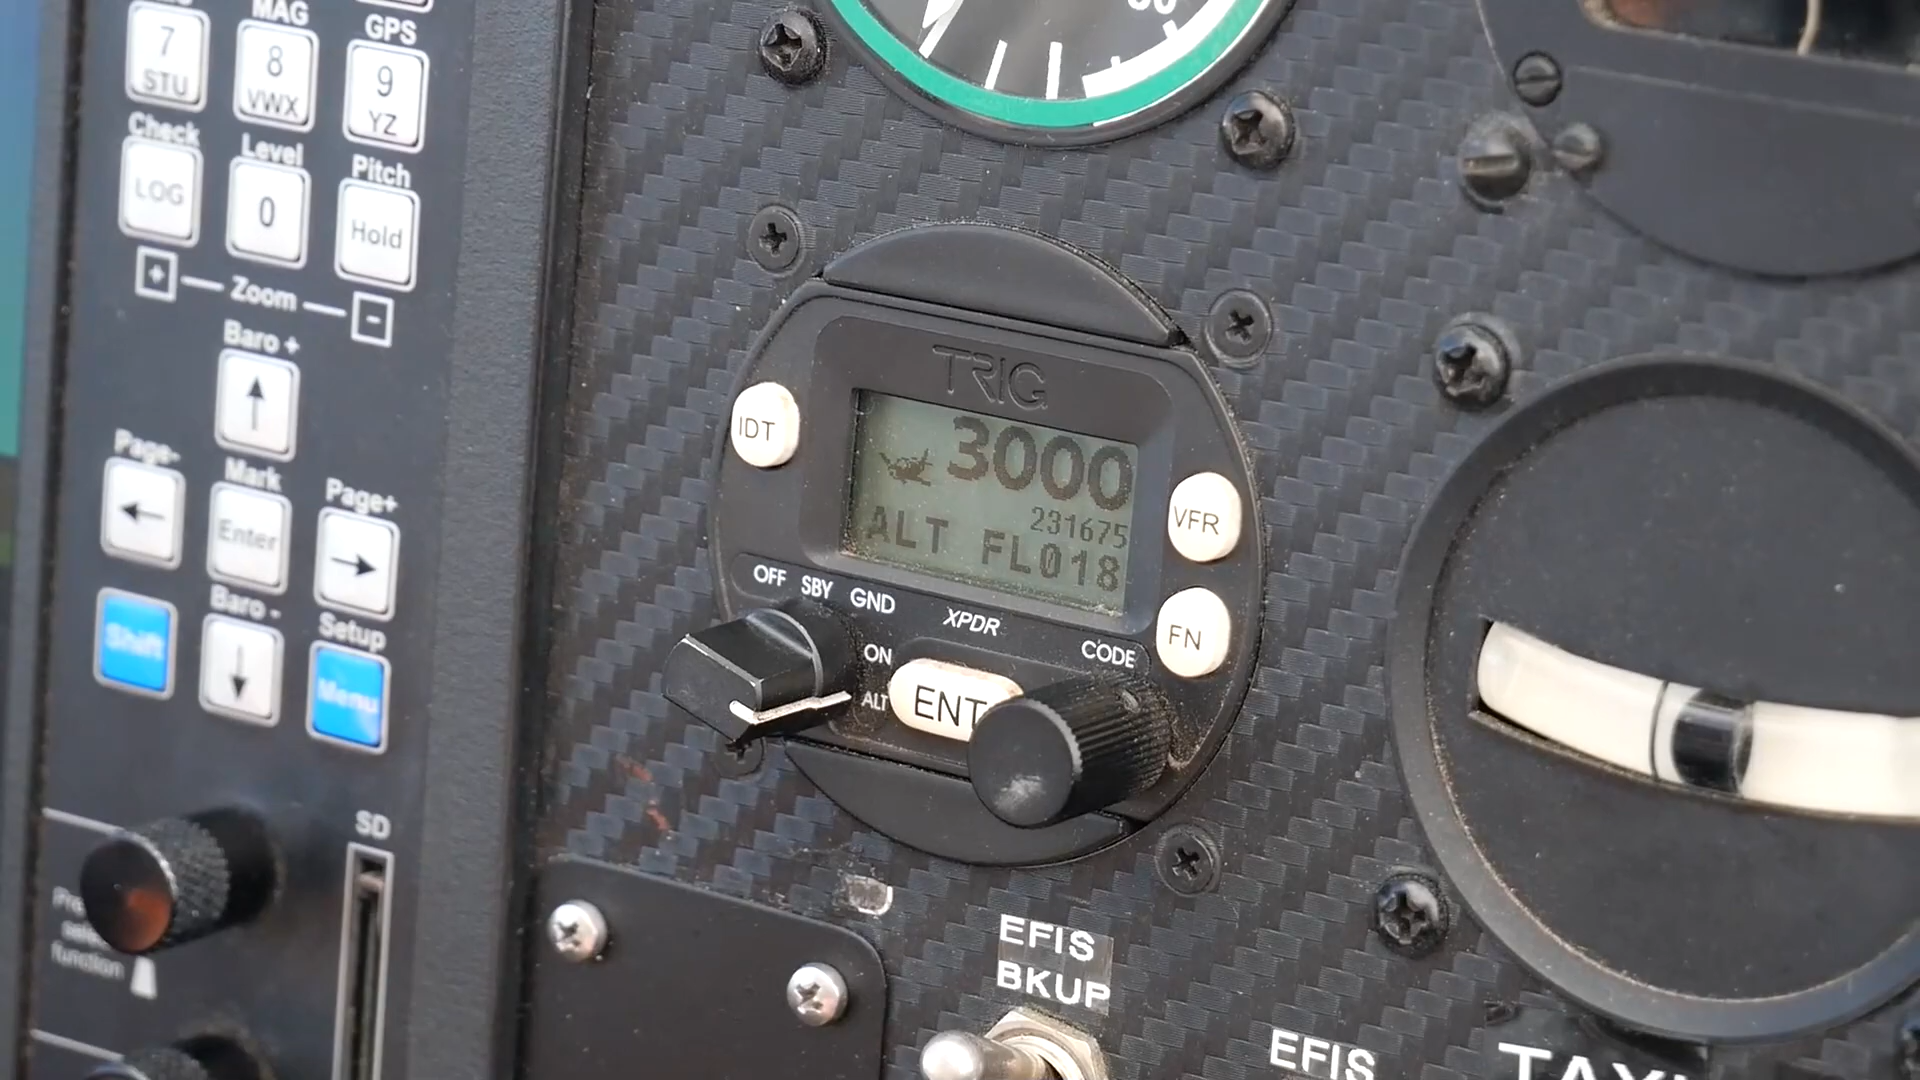 MAG
GPS
7
STU
8
VWX
9
YZ
Check
Level
Pitch
LOG
0
Hold
+
Zoom
-
Baro +
Page-
Mark
Page+
Enter
Baro -
Setup
Shift
Menu
SD
select
function
TRIG
IDT
3000
231675
ALT FL018
VFR
FN
OFF SBY GND
XPDR
ON
CODE
ALT
ENT
EFIS
BKUP
EFIS